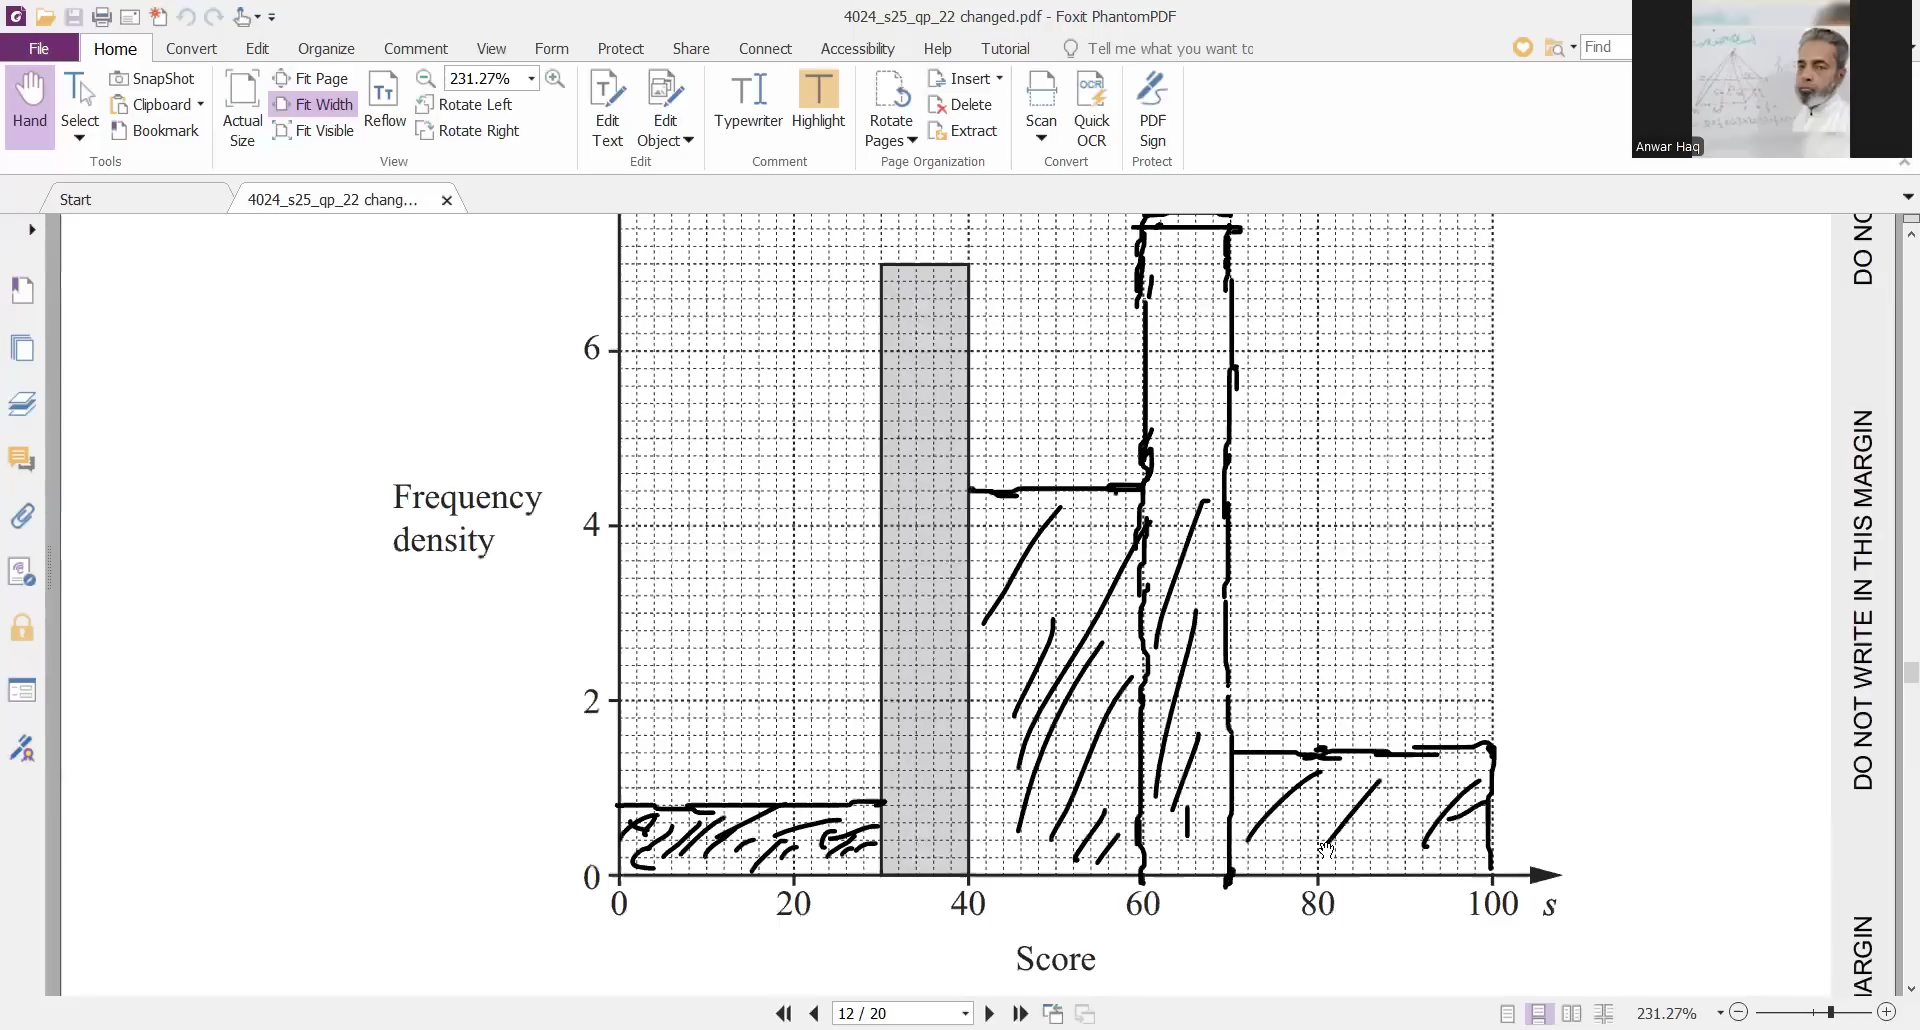 4024_s25_qp_22 changed.pdf - Foxit PhantomPDF
File Home Convert Edit Organize Comment View Form Protect Share Connect Accessibility Help Tutorial Tell me what you want to Find
Hand
Select
SnapShot
Clipboard
Bookmark
Tools
Actual Size
Fit Page
Fit Width
Fit Visible
Reflow
231.27%
Rotate Left
Rotate Right
View
Edit Text
Edit Object
Edit
Typewriter
Highlight
Comment
Rotate Pages
Insert
Delete
Extract
Page Organization
Scan
Quick OCR
Convert
PDF Sign
Protect
Anwar Haq
Start
4024_s25_qp_22 chang...
6
Frequency
density
4
2
0
0 20 40 60 80 100 s
Score
DO NO
DO NOT WRITE IN THIS MARGIN
MARGIN
12 / 20
231.27%